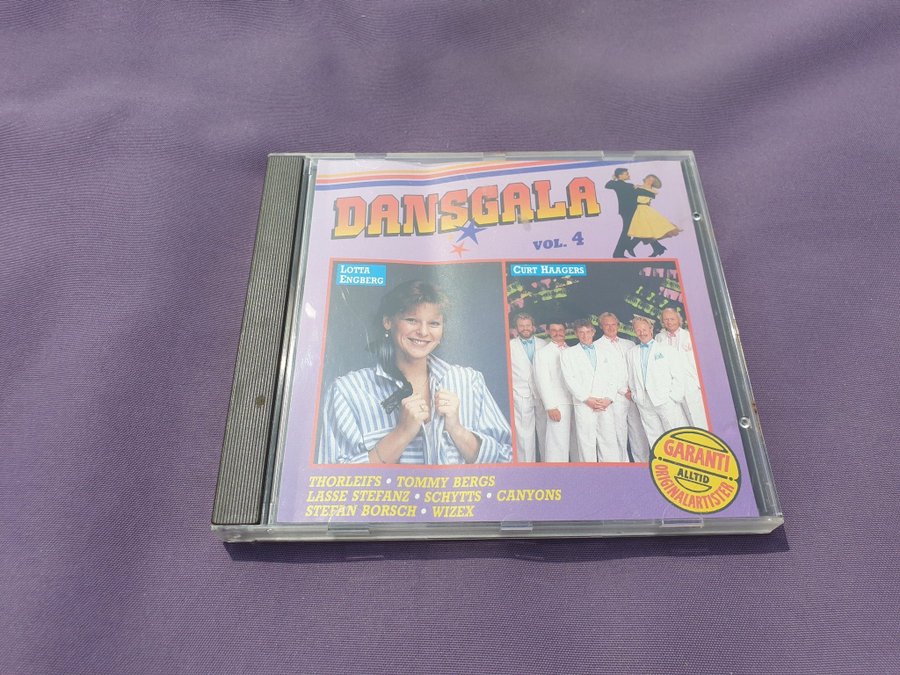 DANSGALA
VOL. 4
LOTTA
ENGBERG
CURT HAAGERS
THORLEIFS • TOMMY BERGS
LASSE STEFANZ • SCHYTTS • CANYONS
STEFAN BORSCH • WIZEX
GARANTI
ALLTID
ORIGINALARTISTER